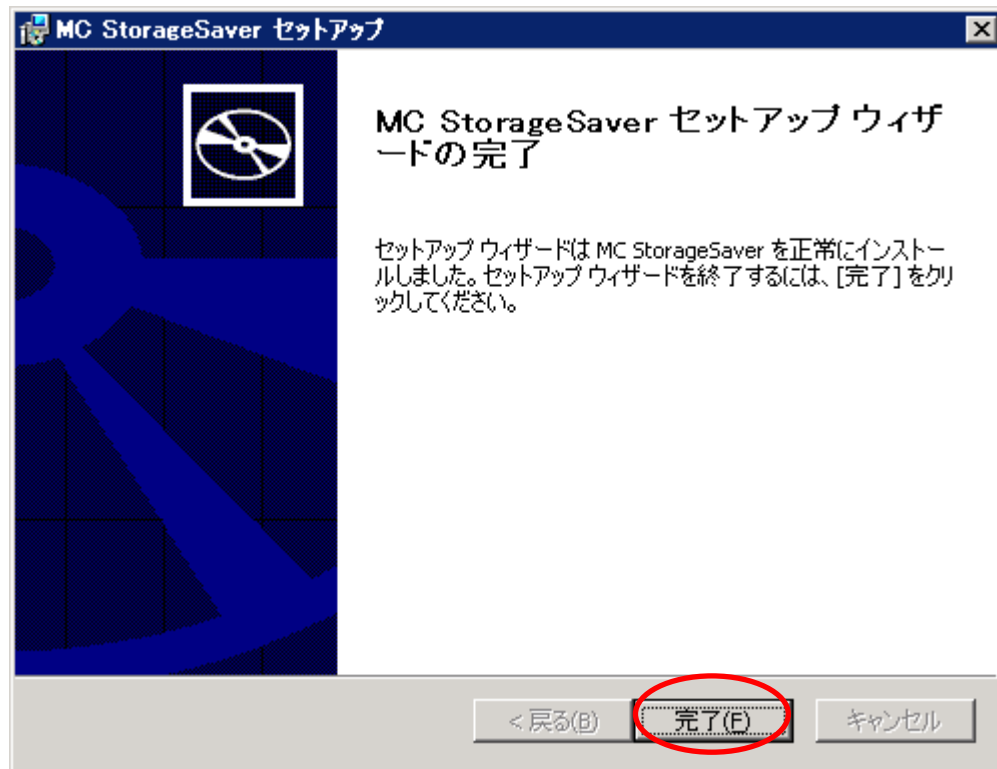 MC StorageSaver セットアップ
MC StorageSaver セットアップ ウィザ
ードの完了
セットアップ ウィザードは MC StorageSaver を正常にインストー
ルしました。セットアップ ウィザードを終了するには、[完了] をクリ
ックしてください。
< 戻る(B) 完了(F) キャンセル